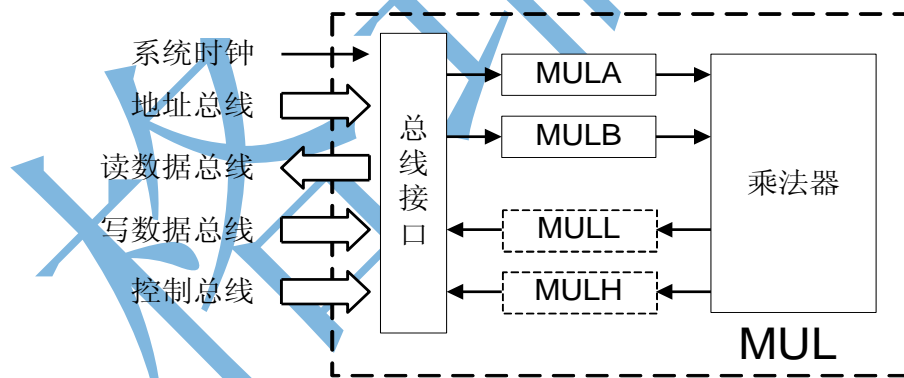 系统时钟
地址总线
读数据总线
写数据总线
控制总线
总线接口
MULA
MULB
MULL
MULH
乘法器
MUL